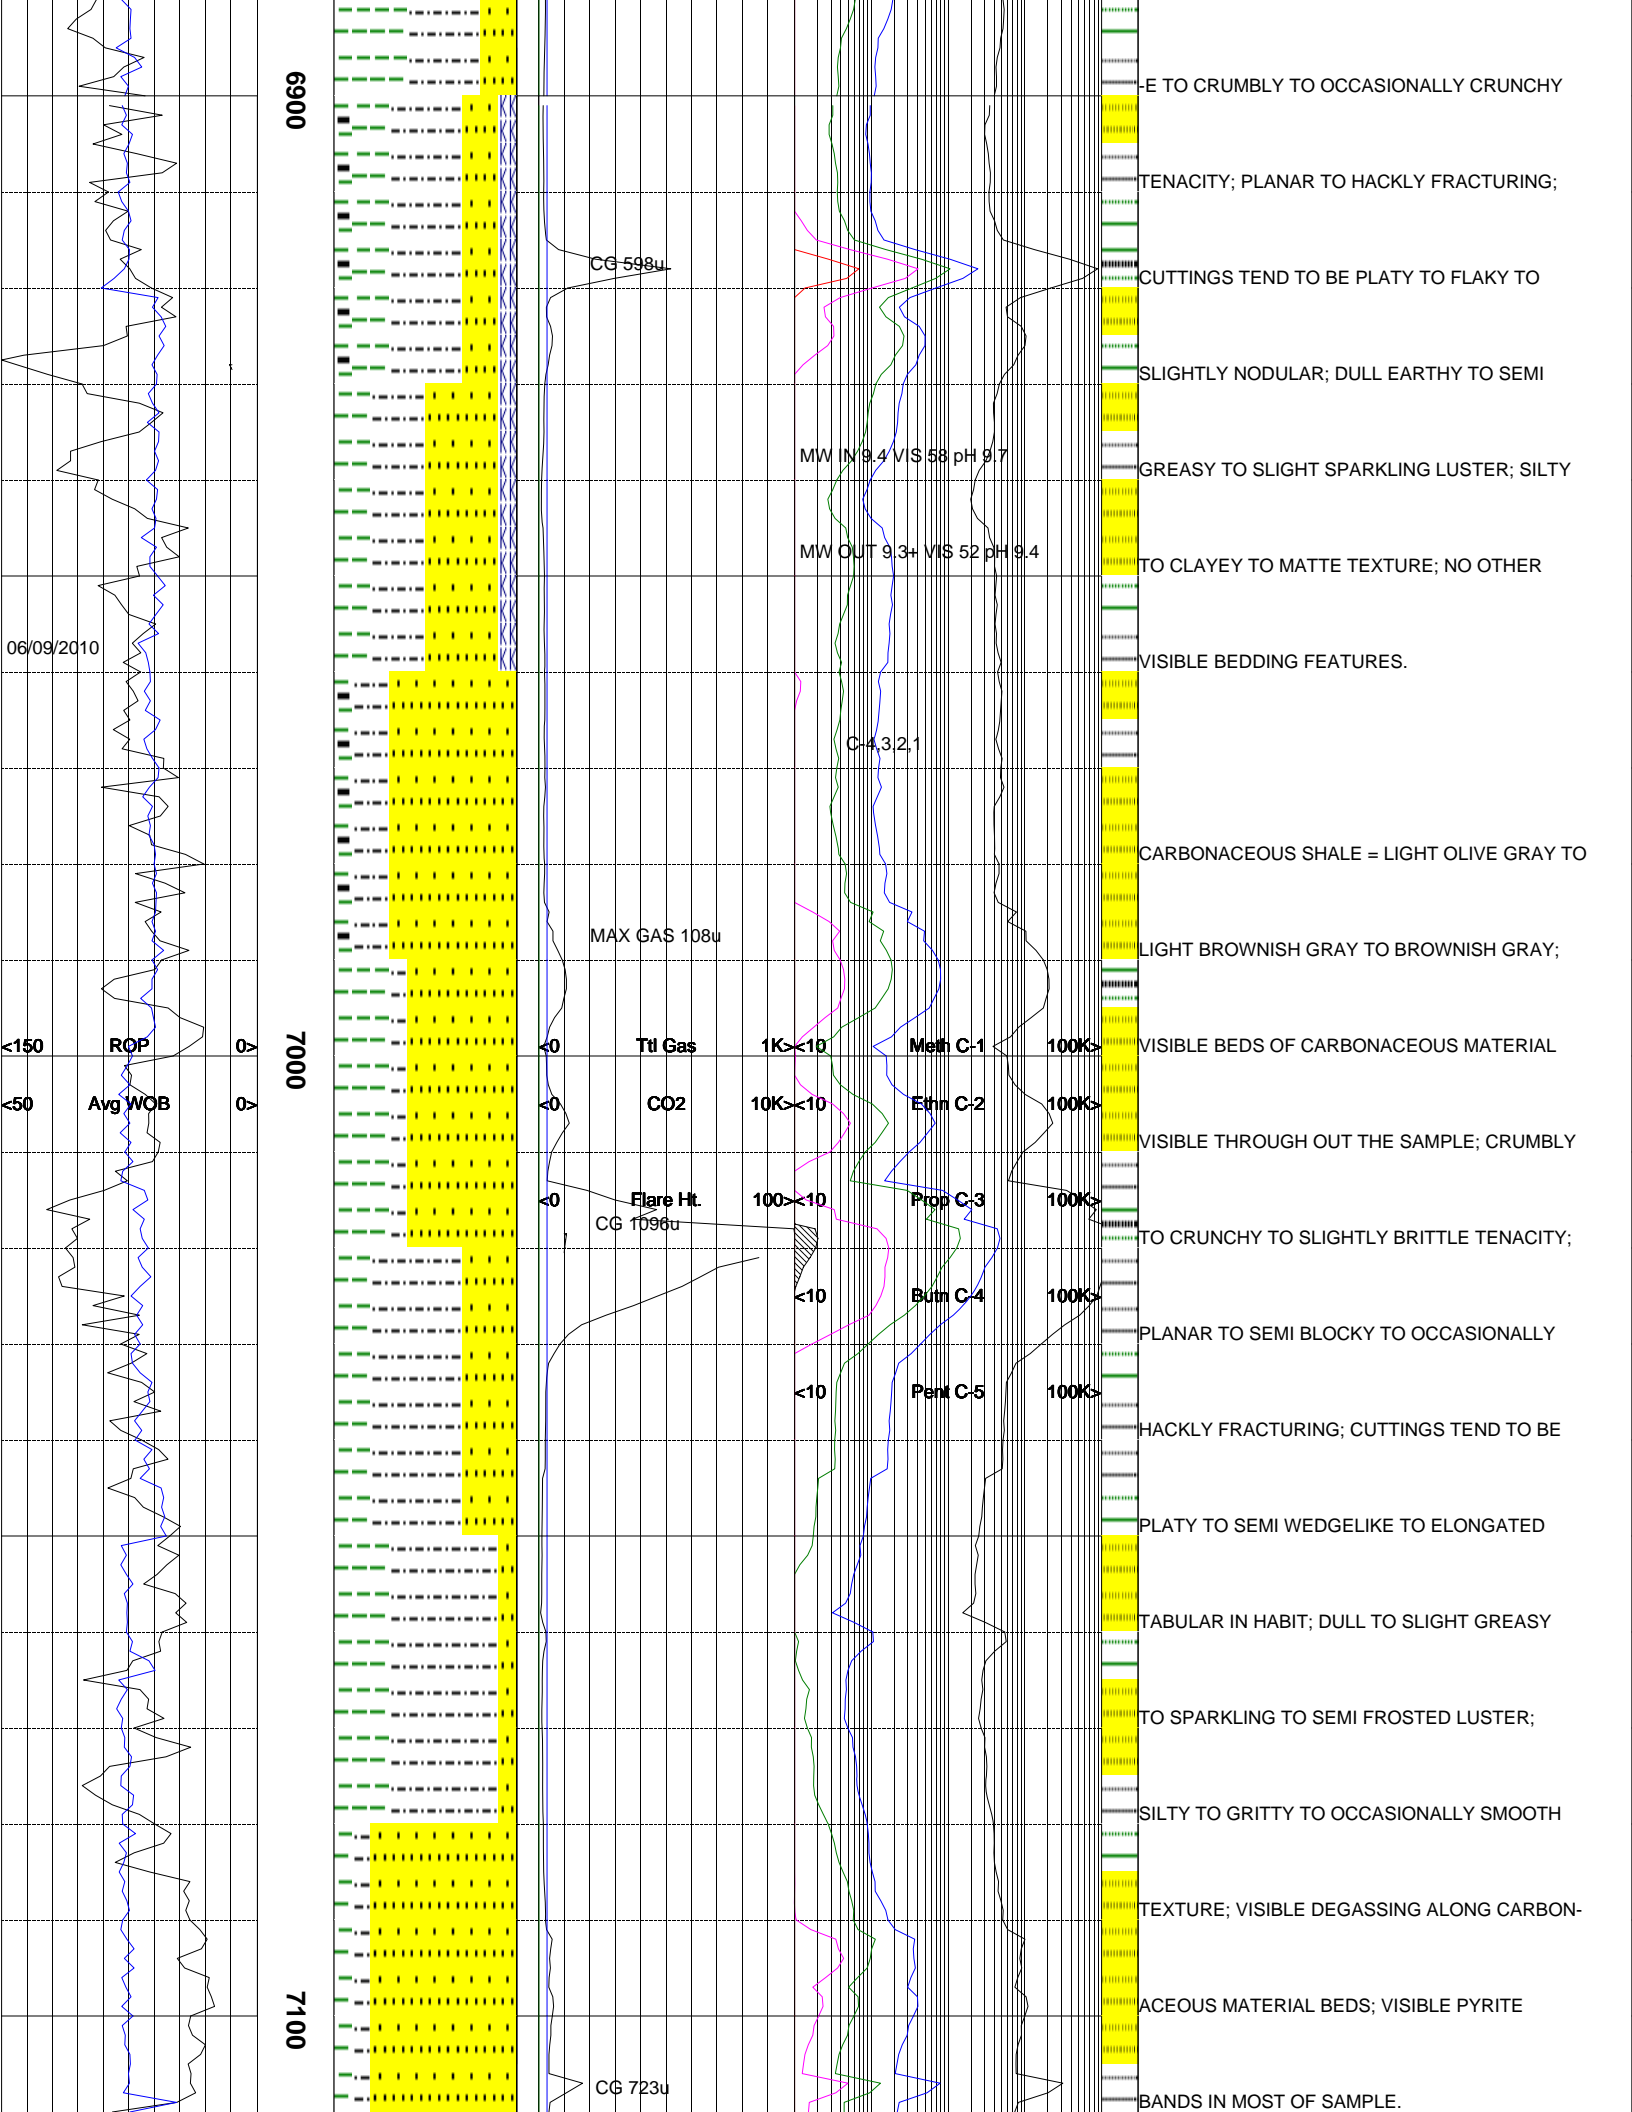 6900
-E TO CRUMBLY TO OCCASIONALLY CRUNCHY
TENACITY; PLANAR TO HACKLY FRACTURING;
CG 598u
CUTTINGS TEND TO BE PLATY TO FLAKY TO
SLIGHTLY NODULAR; DULL EARTHY TO SEMI
MW IN 9.4 VIS 58 pH 9.7
GREASY TO SLIGHT SPARKLING LUSTER; SILTY
MW OUT 9.3+ VIS 52 pH 9.4
TO CLAYEY TO MATTE TEXTURE; NO OTHER
06/09/2010
VISIBLE BEDDING FEATURES.
C-4,3,2,1
CARBONACEOUS SHALE = LIGHT OLIVE GRAY TO
MAX GAS 108u
LIGHT BROWNISH GRAY TO BROWNISH GRAY;
7000
<150 ROP 0> <0 Ttl Gas 1K> <10 Meth C-1 100K>
VISIBLE BEDS OF CARBONACEOUS MATERIAL
<50 Avg WOB 0> <0 CO2 10K> <10 Ethn C-2 100K>
VISIBLE THROUGH OUT THE SAMPLE; CRUMBLY
<0 Flare Ht. 100> <10 Prop C-3 100K>
CG 1096u
TO CRUNCHY TO SLIGHTLY BRITTLE TENACITY;
<10 Butn C-4 100K>
PLANAR TO SEMI BLOCKY TO OCCASIONALLY
<10 Pent C-5 100K>
HACKLY FRACTURING; CUTTINGS TEND TO BE
PLATY TO SEMI WEDGELIKE TO ELONGATED
TABULAR IN HABIT; DULL TO SLIGHT GREASY
TO SPARKLING TO SEMI FROSTED LUSTER;
SILTY TO GRITTY TO OCCASIONALLY SMOOTH
TEXTURE; VISIBLE DEGASSING ALONG CARBON-
7100
ACEOUS MATERIAL BEDS; VISIBLE PYRITE
CG 723u
BANDS IN MOST OF SAMPLE.